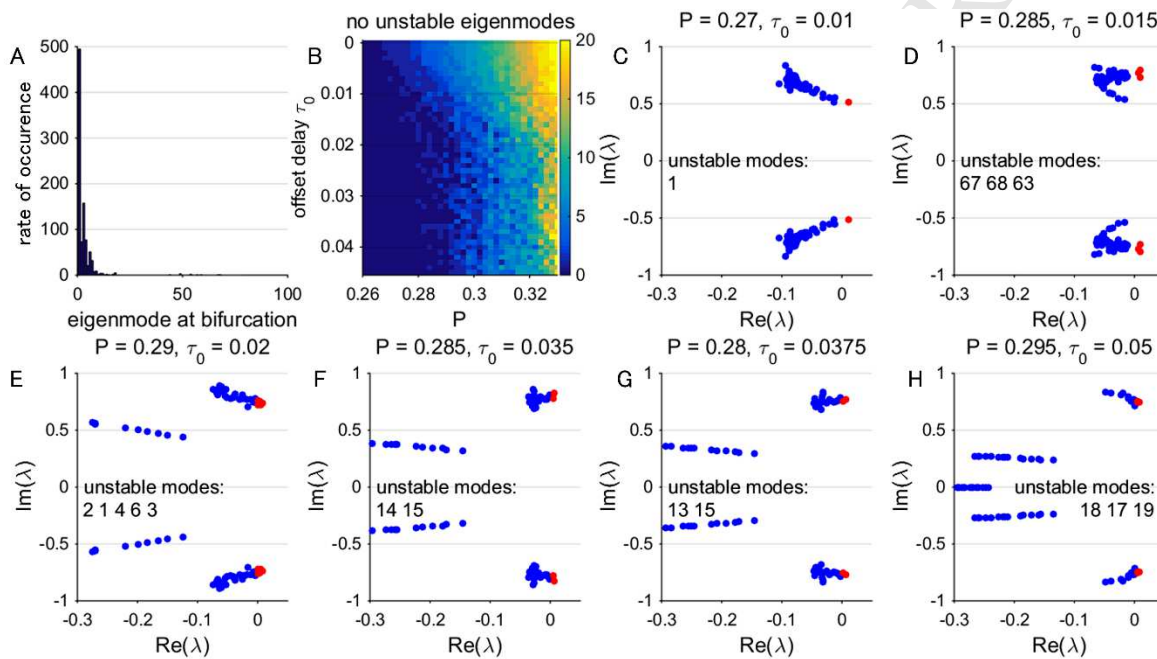 A
rate of occurence
500
400
300
200
100
0
0
50
100
eigenmode at bifurcation
B
no unstable eigenmodes
offset delay τ0
0
0.01
0.02
0.03
0.04
0.26
0.28
0.3
0.32
P
20
15
10
5
0
C
P = 0.27, τ0 = 0.01
Im(λ)
1
0.5
0
-0.5
-1
unstable modes:
1
-0.3
-0.2
-0.1
0
Re(λ)
D
P = 0.285, τ0 = 0.015
Im(λ)
1
0.5
0
-0.5
-1
unstable modes:
67 68 63
-0.3
-0.2
-0.1
0
Re(λ)
E
P = 0.29, τ0 = 0.02
Im(λ)
1
0.5
0
-0.5
-1
unstable modes:
2 1 4 6 3
-0.3
-0.2
-0.1
0
Re(λ)
F
P = 0.285, τ0 = 0.035
Im(λ)
1
0.5
0
-0.5
-1
unstable modes:
14 15
-0.3
-0.2
-0.1
0
Re(λ)
G
P = 0.28, τ0 = 0.0375
Im(λ)
1
0.5
0
-0.5
-1
unstable modes:
13 15
-0.3
-0.2
-0.1
0
Re(λ)
H
P = 0.295, τ0 = 0.05
Im(λ)
1
0.5
0
-0.5
-1
unstable modes:
18 17 19
-0.3
-0.2
-0.1
0
Re(λ)